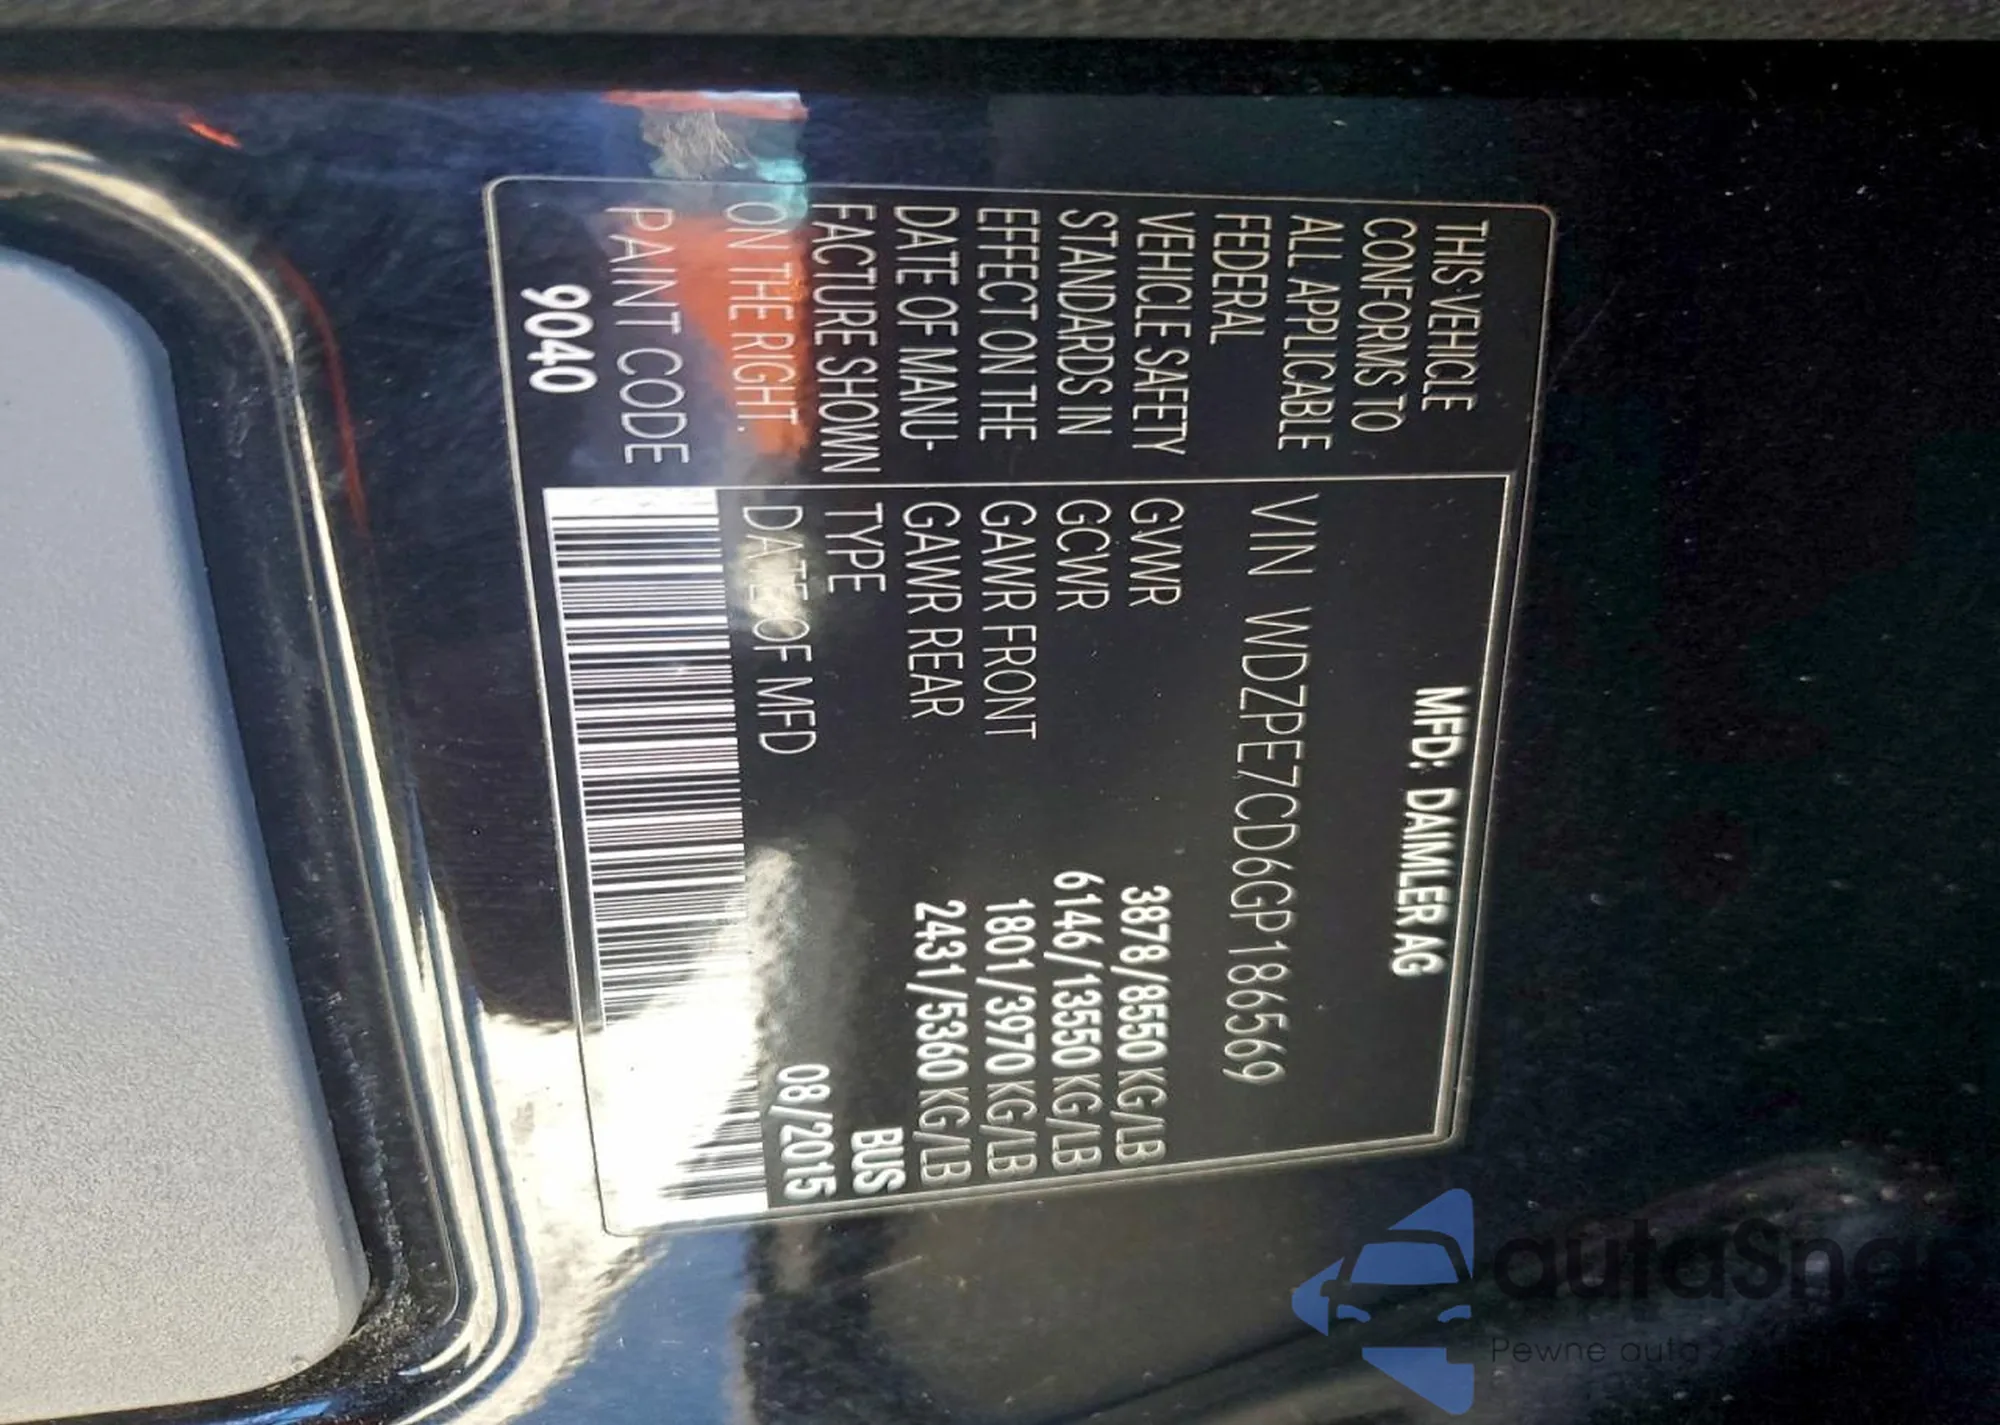 MFD: DAIMLER AG
THIS VEHICLE
CONFORMS TO
ALL APPLICABLE
FEDERAL
VEHICLE SAFETY
STANDARDS IN
EFFECT ON THE
DATE OF MANU-
FACTURE SHOWN
ON THE RIGHT.
PAINT CODE
9040
VIN WDZPE7CD6GP186569
GVWR 3878/8550 KG/LB
GCWR 6146/13550 KG/LB
GAWR FRONT 1801/3970 KG/LB
GAWR REAR 2431/5360 KG/LB
TYPE BUS
DATE OF MFD 08/2015
autaSna
Pewne auto z